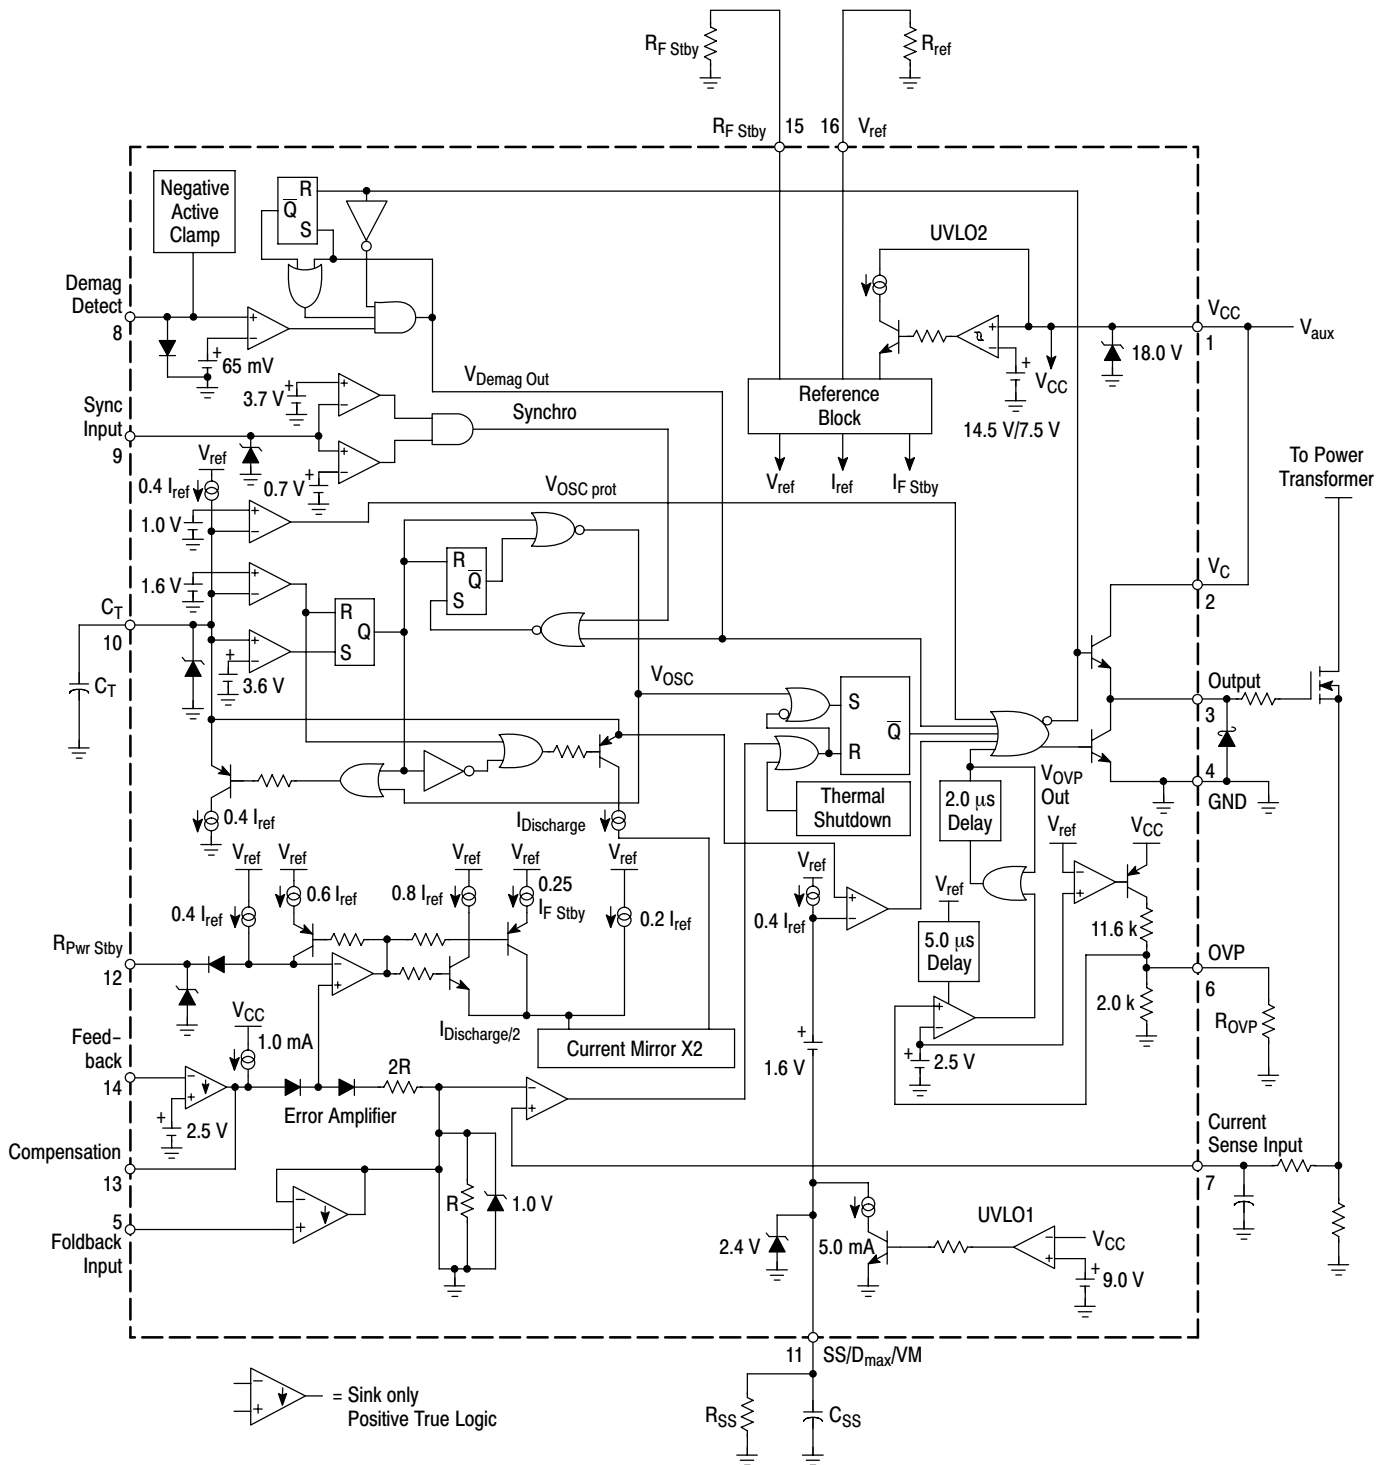 R_F Stby
R_ref
R_F Stby 15 16 V_ref
Negative
Active
Clamp
R
Q̅
S
UVLO2
Demag
Detect
8
+
−
65 mV
+
+
−
+
14.5 V/7.5 V
V_CC
18.0 V
V_CC
1
V_aux
V_Demag Out
Reference
Block
V_ref
I_ref
I_F Stby
Sync
Input
9
3.7 V
+
+
−
Synchro
+
−
0.7 V
+
To Power
Transformer
V_ref
0.4 I_ref
1.0 V
+
+
−
V_OSC prot
1.6 V
+
+
−
R
Q
S
R
Q̅
S
V_C
2
C_T
10
C_T
+
−
+
3.6 V
V_OSC
S
Q̅
R
Output
3
4
GND
Thermal
Shutdown
2.0 µs
Delay
V_OVP
Out
V_ref
V_CC
−
+
0.4 I_ref
I_Discharge
V_ref
V_ref
V_ref
V_ref
V_ref
0.4 I_ref
0.6 I_ref
0.8 I_ref
0.25
I_F Stby
0.2 I_ref
V_ref
0.4 I_ref
+
−
V_ref
5.0 µs
Delay
11.6 k
R_Pwr Stby
12
−
+
OVP
6
2.0 k
R_OVP
I_Discharge/2
Current Mirror X2
+
1.6 V
+
−
+
2.5 V
V_CC
1.0 mA
Feed-
back
14
−
+
+
2.5 V
2R
Error Amplifier
−
+
Compensation
13
Current
Sense Input
7
5
Foldback
Input
−
+
R
1.0 V
2.4 V
5.0 mA
UVLO1
−
+
V_CC
+
9.0 V
11 SS/D_max/VM
R_SS
C_SS
−
+
= Sink only
Positive True Logic